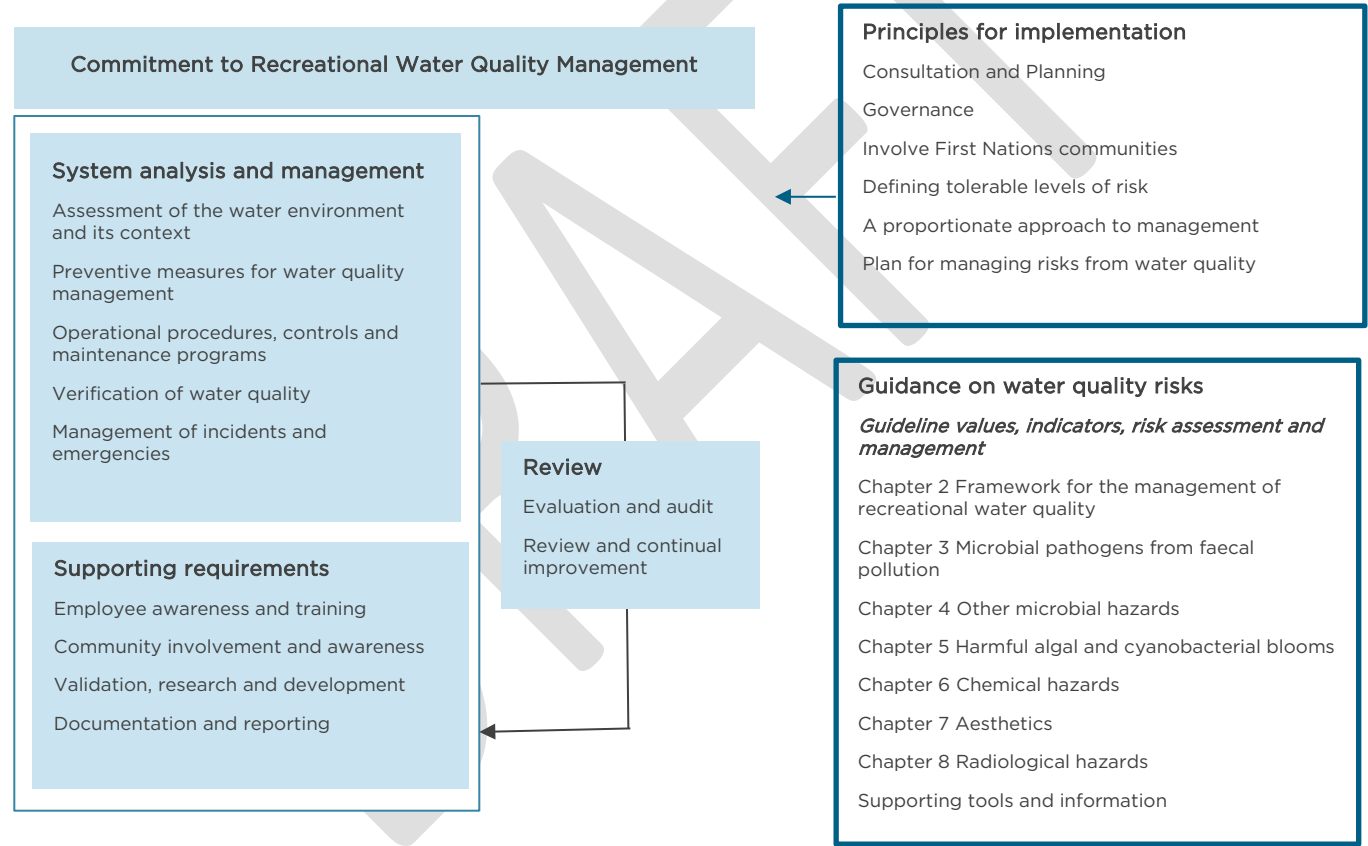 Commitment to Recreational Water Quality Management
System analysis and management
Assessment of the water environment
and its context
Preventive measures for water quality
management
Operational procedures, controls and
maintenance programs
Verification of water quality
Management of incidents and
emergencies
Supporting requirements
Employee awareness and training
Community involvement and awareness
Validation, research and development
Documentation and reporting
Review
Evaluation and audit
Review and continual
improvement
Principles for implementation
Consultation and Planning
Governance
Involve First Nations communities
Defining tolerable levels of risk
A proportionate approach to management
Plan for managing risks from water quality
Guidance on water quality risks
Guideline values, indicators, risk assessment and
management
Chapter 2 Framework for the management of
recreational water quality
Chapter 3 Microbial pathogens from faecal
pollution
Chapter 4 Other microbial hazards
Chapter 5 Harmful algal and cyanobacterial blooms
Chapter 6 Chemical hazards
Chapter 7 Aesthetics
Chapter 8 Radiological hazards
Supporting tools and information
DRAFT